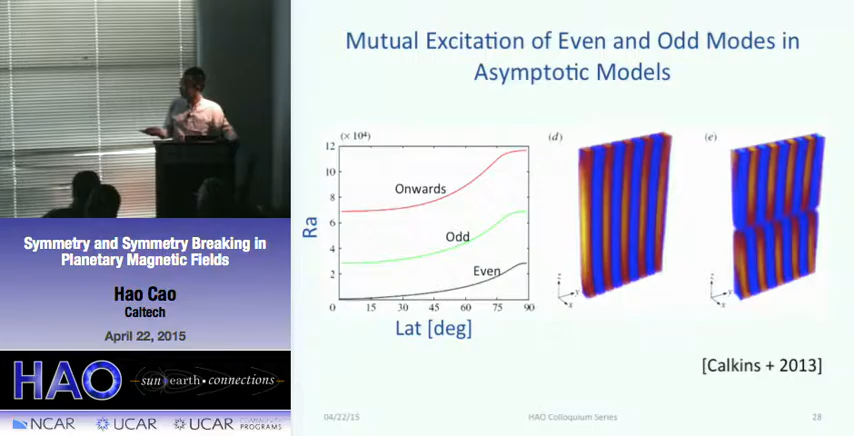 Mutual Excitation of Even and Odd Modes in
Asymptotic Models
(× 10⁴)
12
10
8
6
4
2
0
15
30
45
60
75
90
Ra
Onwards
Odd
Even
Lat [deg]
(d)
z
y
x
(e)
z
y
x
[Calkins + 2013]
04/22/15
HAO Colloquium Series
28
Symmetry and Symmetry Breaking in
Planetary Magnetic Fields
Hao Cao
Caltech
April 22, 2015
HAO
sun earth • connections
NCAR
UCAR
UCAR COMMUNITY
PROGRAMS